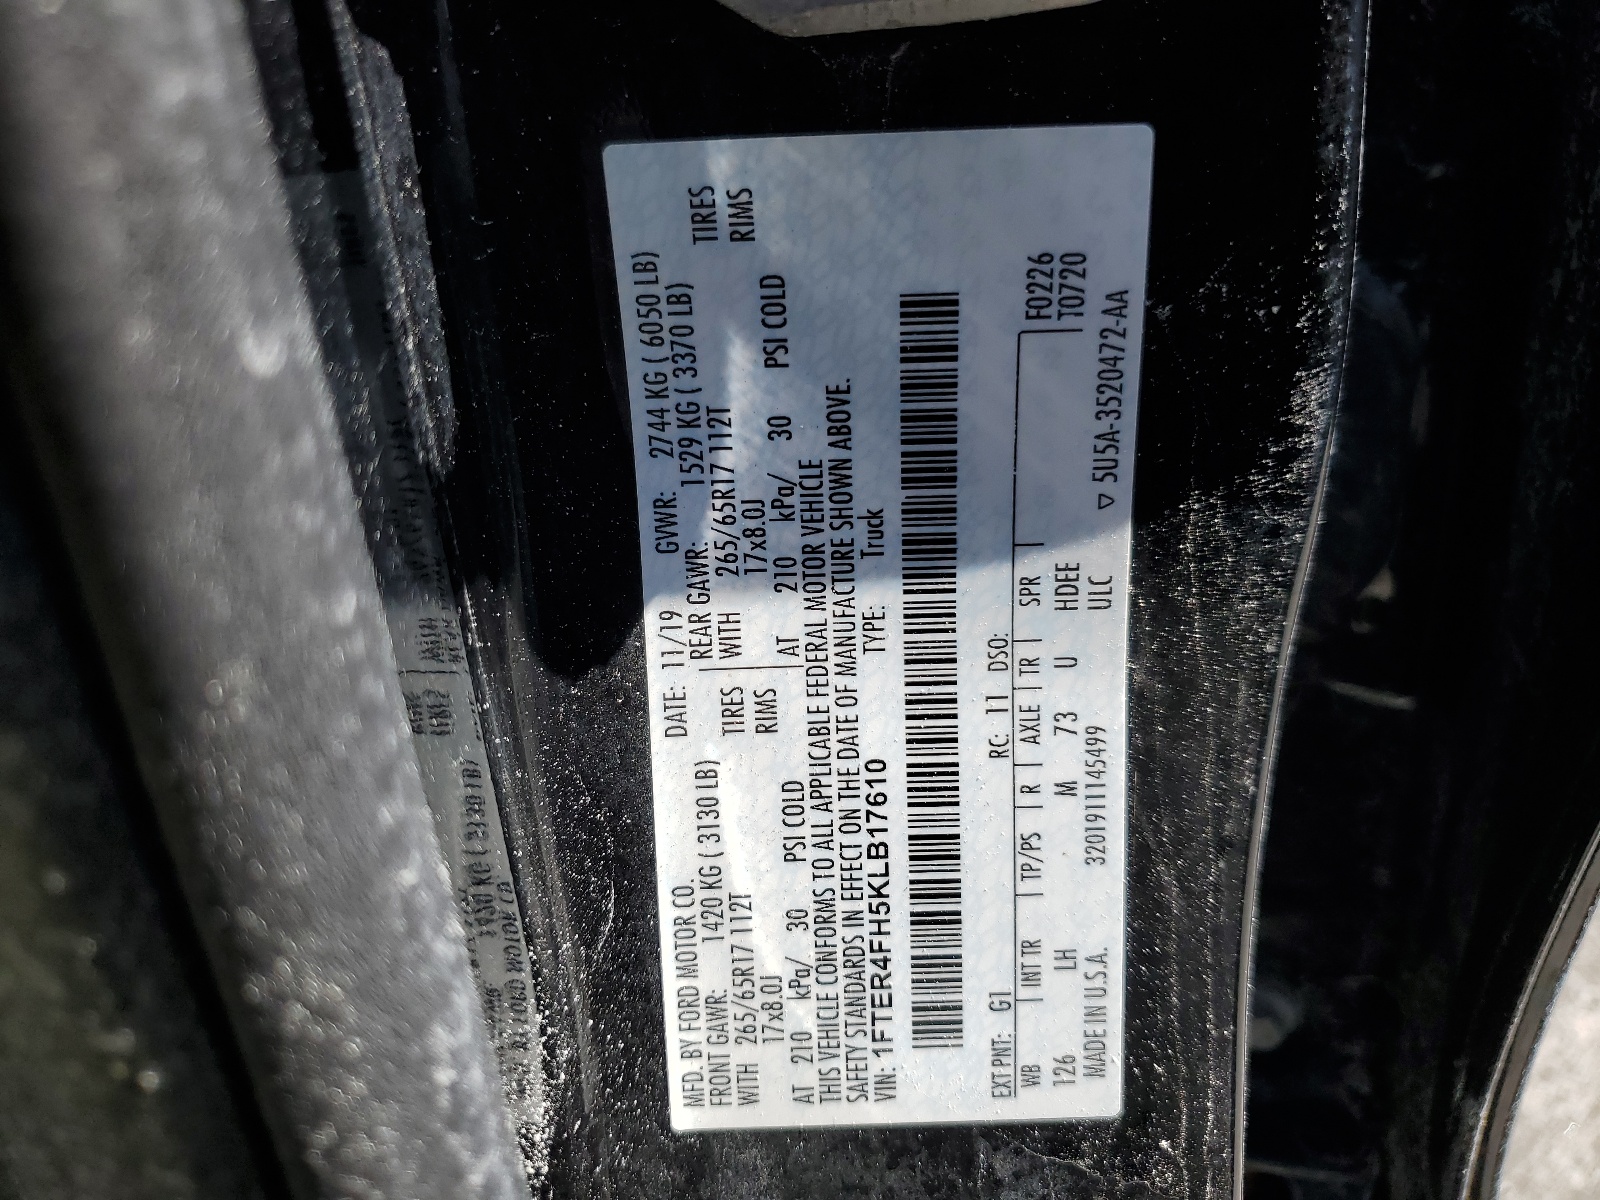 MFD. BY FORD MOTOR CO.
DATE: 11/19 GVWR: 2744 KG ( 6050 LB)
FRONT GAWR: 1420 KG ( 3130 LB) REAR GAWR: 1529 KG ( 3370 LB)
WITH 265/65R17 112T TIRES WITH 265/65R17 112T TIRES
17x8.0J RIMS 17x8.0J RIMS
AT 210 kPa/ 30 PSI COLD AT 210 kPa/ 30 PSI COLD
THIS VEHICLE CONFORMS TO ALL APPLICABLE FEDERAL MOTOR VEHICLE
SAFETY STANDARDS IN EFFECT ON THE DATE OF MANUFACTURE SHOWN ABOVE.
VIN: 1FTER4FH5KLB17610 TYPE: Truck
EXT PNT: G1 RC: 11 DSO: F0226
WB INT TR TP/PS R AXLE TR SPR T0720
126 LH M 73 U HDEE
MADE IN U.S.A. 32019111145499 ULC
5U5A-3520472-AA